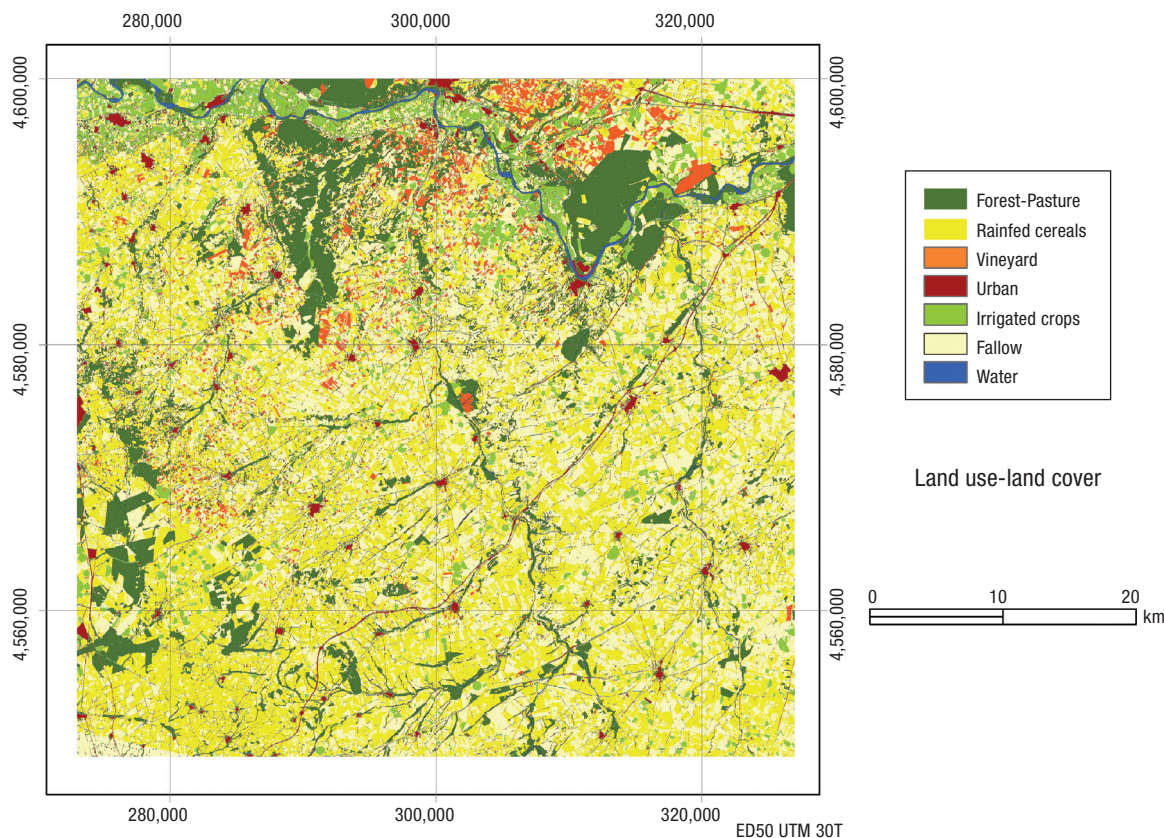 280,000
300,000
320,000
4,600,000
4,600,000
4,580,000
4,580,000
4,560,000
4,560,000
280,000
300,000
320,000
ED50 UTM 30T
Forest-Pasture
Rainfed cereals
Vineyard
Urban
Irrigated crops
Fallow
Water
Land use-land cover
0
10
20
km